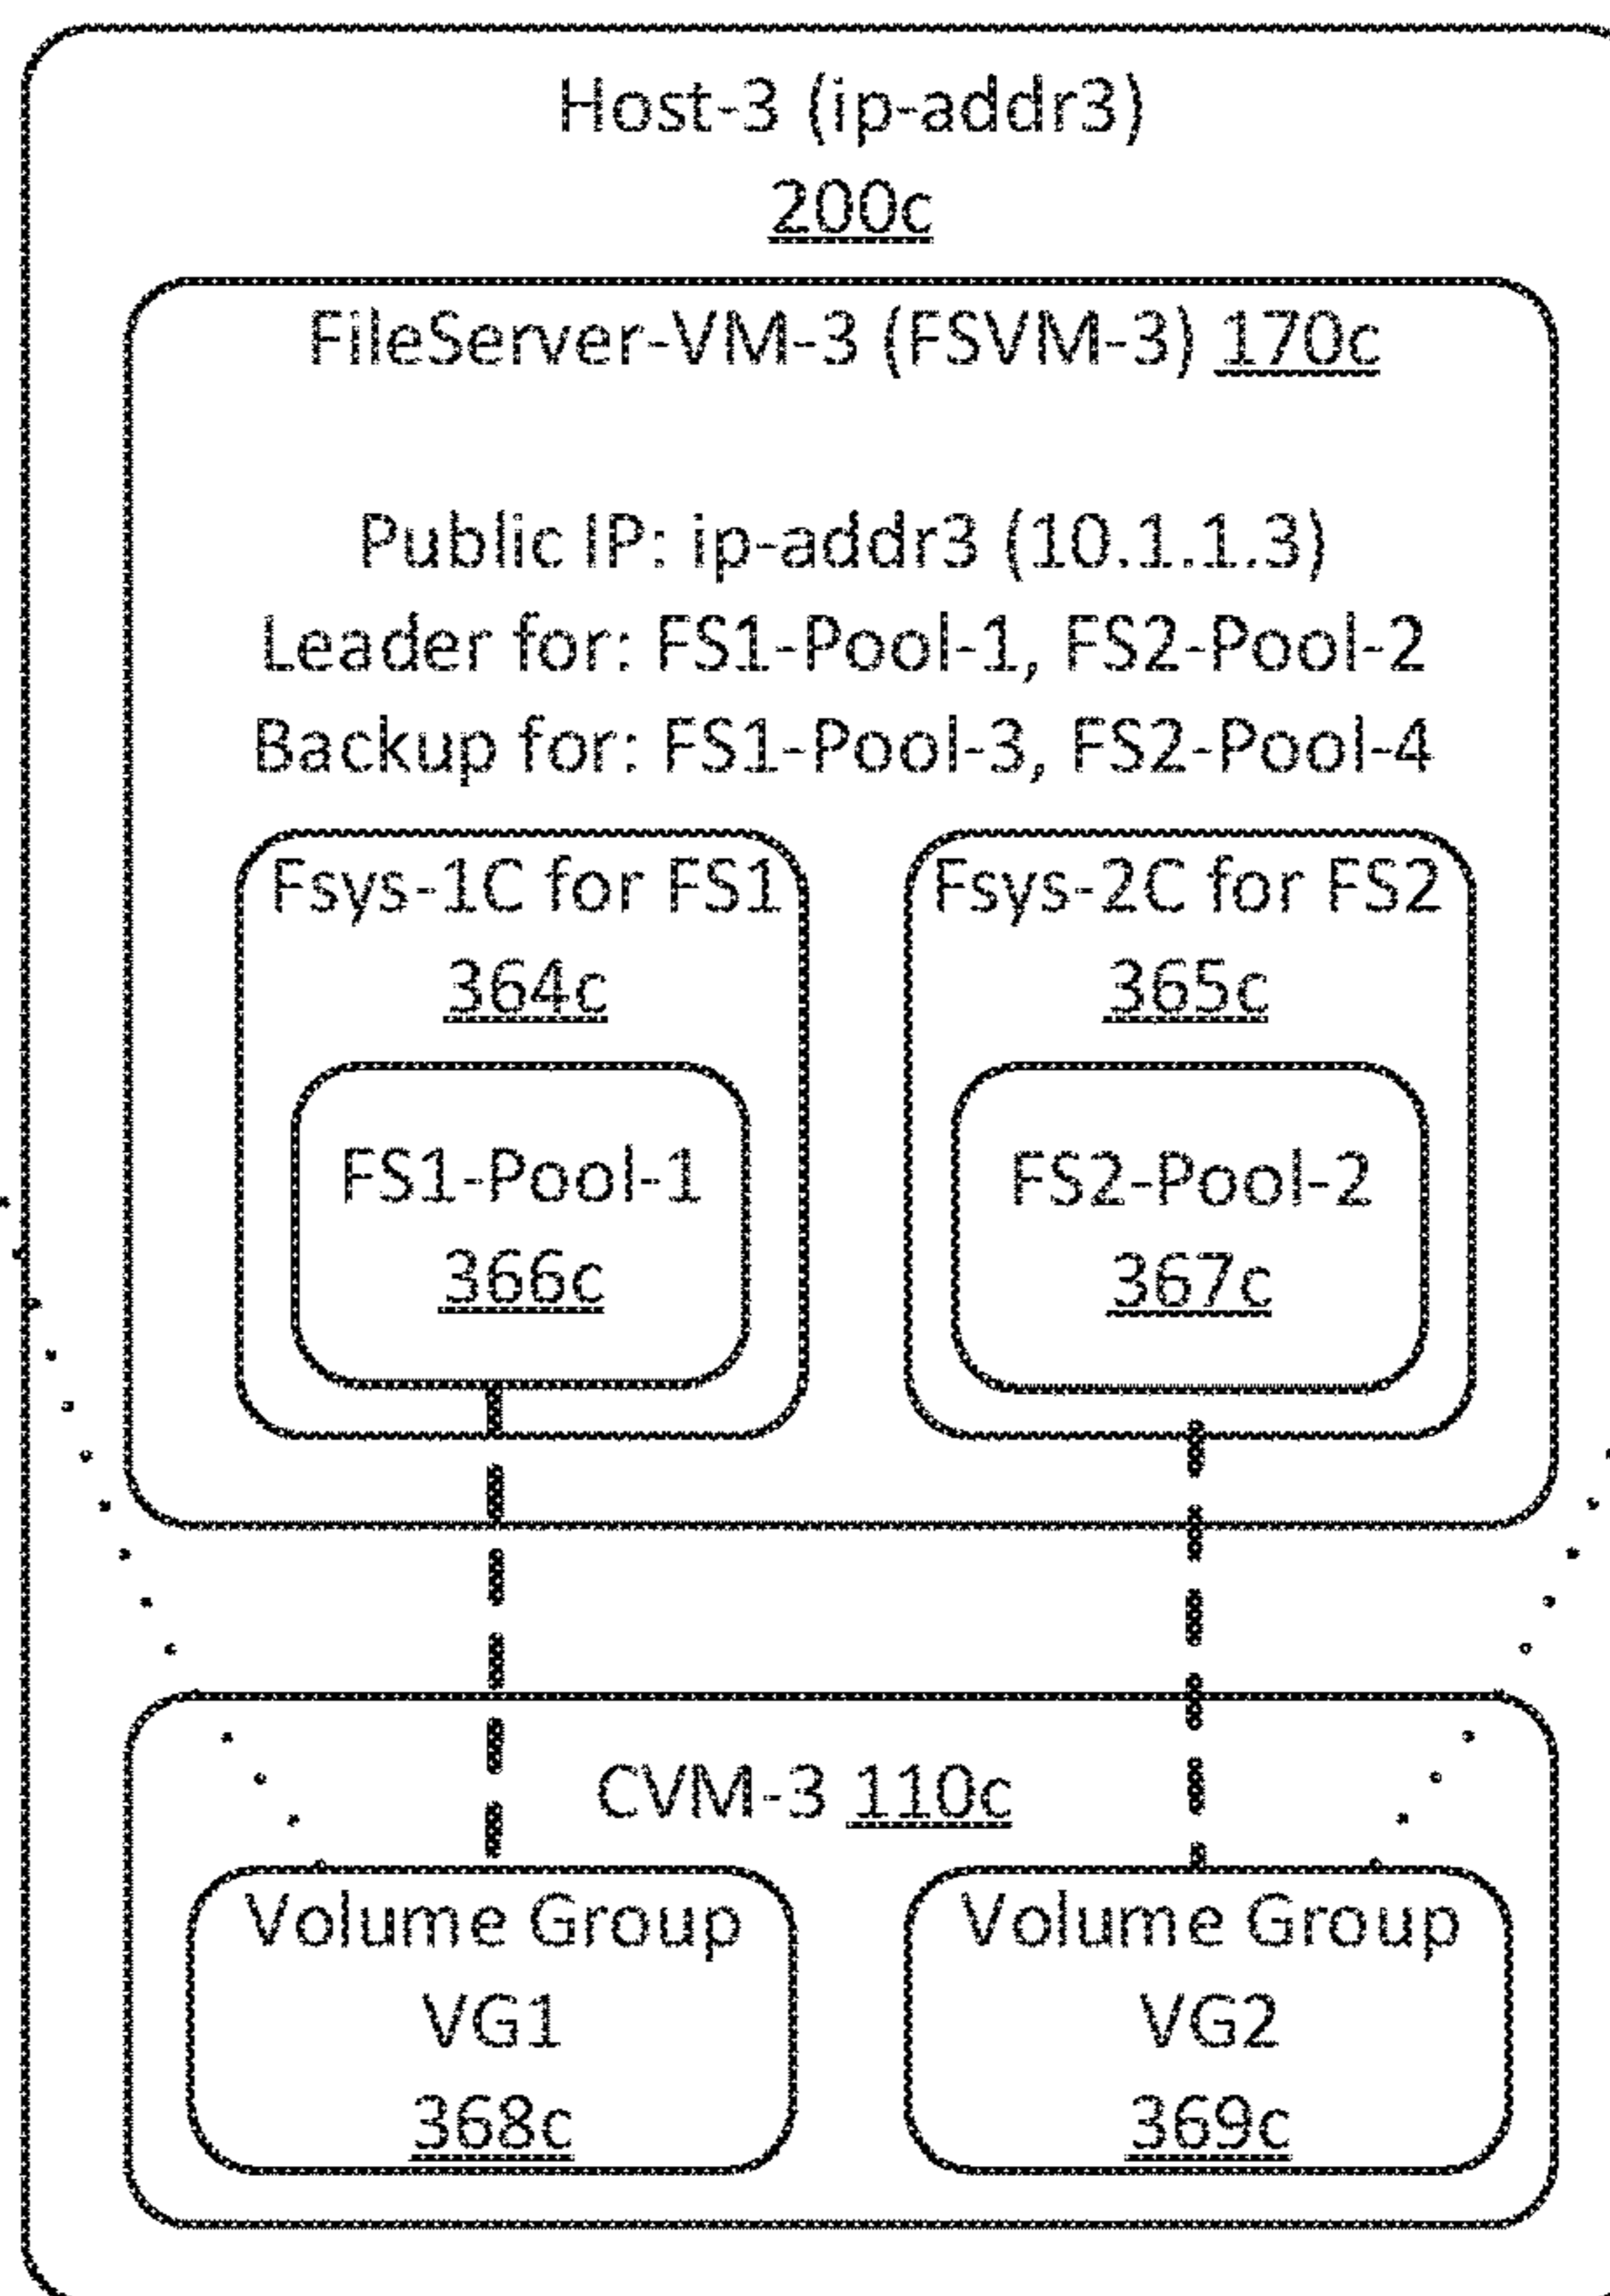 Host-3 (ip-addr3)
200c
FileServer-VM-3 (FSVM-3) 170c
Public IP: ip-addr3 (10.1.1.3)
Leader for: FS1-Pool-1, FS2-Pool-2
Backup for: FS1-Pool-3, FS2-Pool-4
Fsys-1C for FS1
364c
FS1-Pool-1
366c
Fsys-2C for FS2
365c
FS2-Pool-2
367c
CVM-3 110c
Volume Group
VG1
368c
Volume Group
VG2
369c